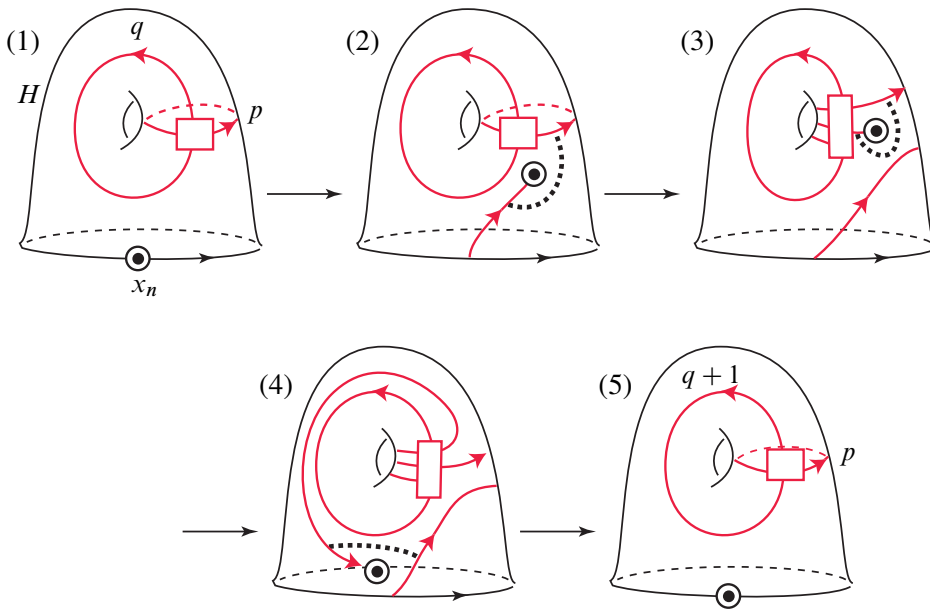 (1) q (2) (3)
H p
x_n
(4) (5) q + 1
p